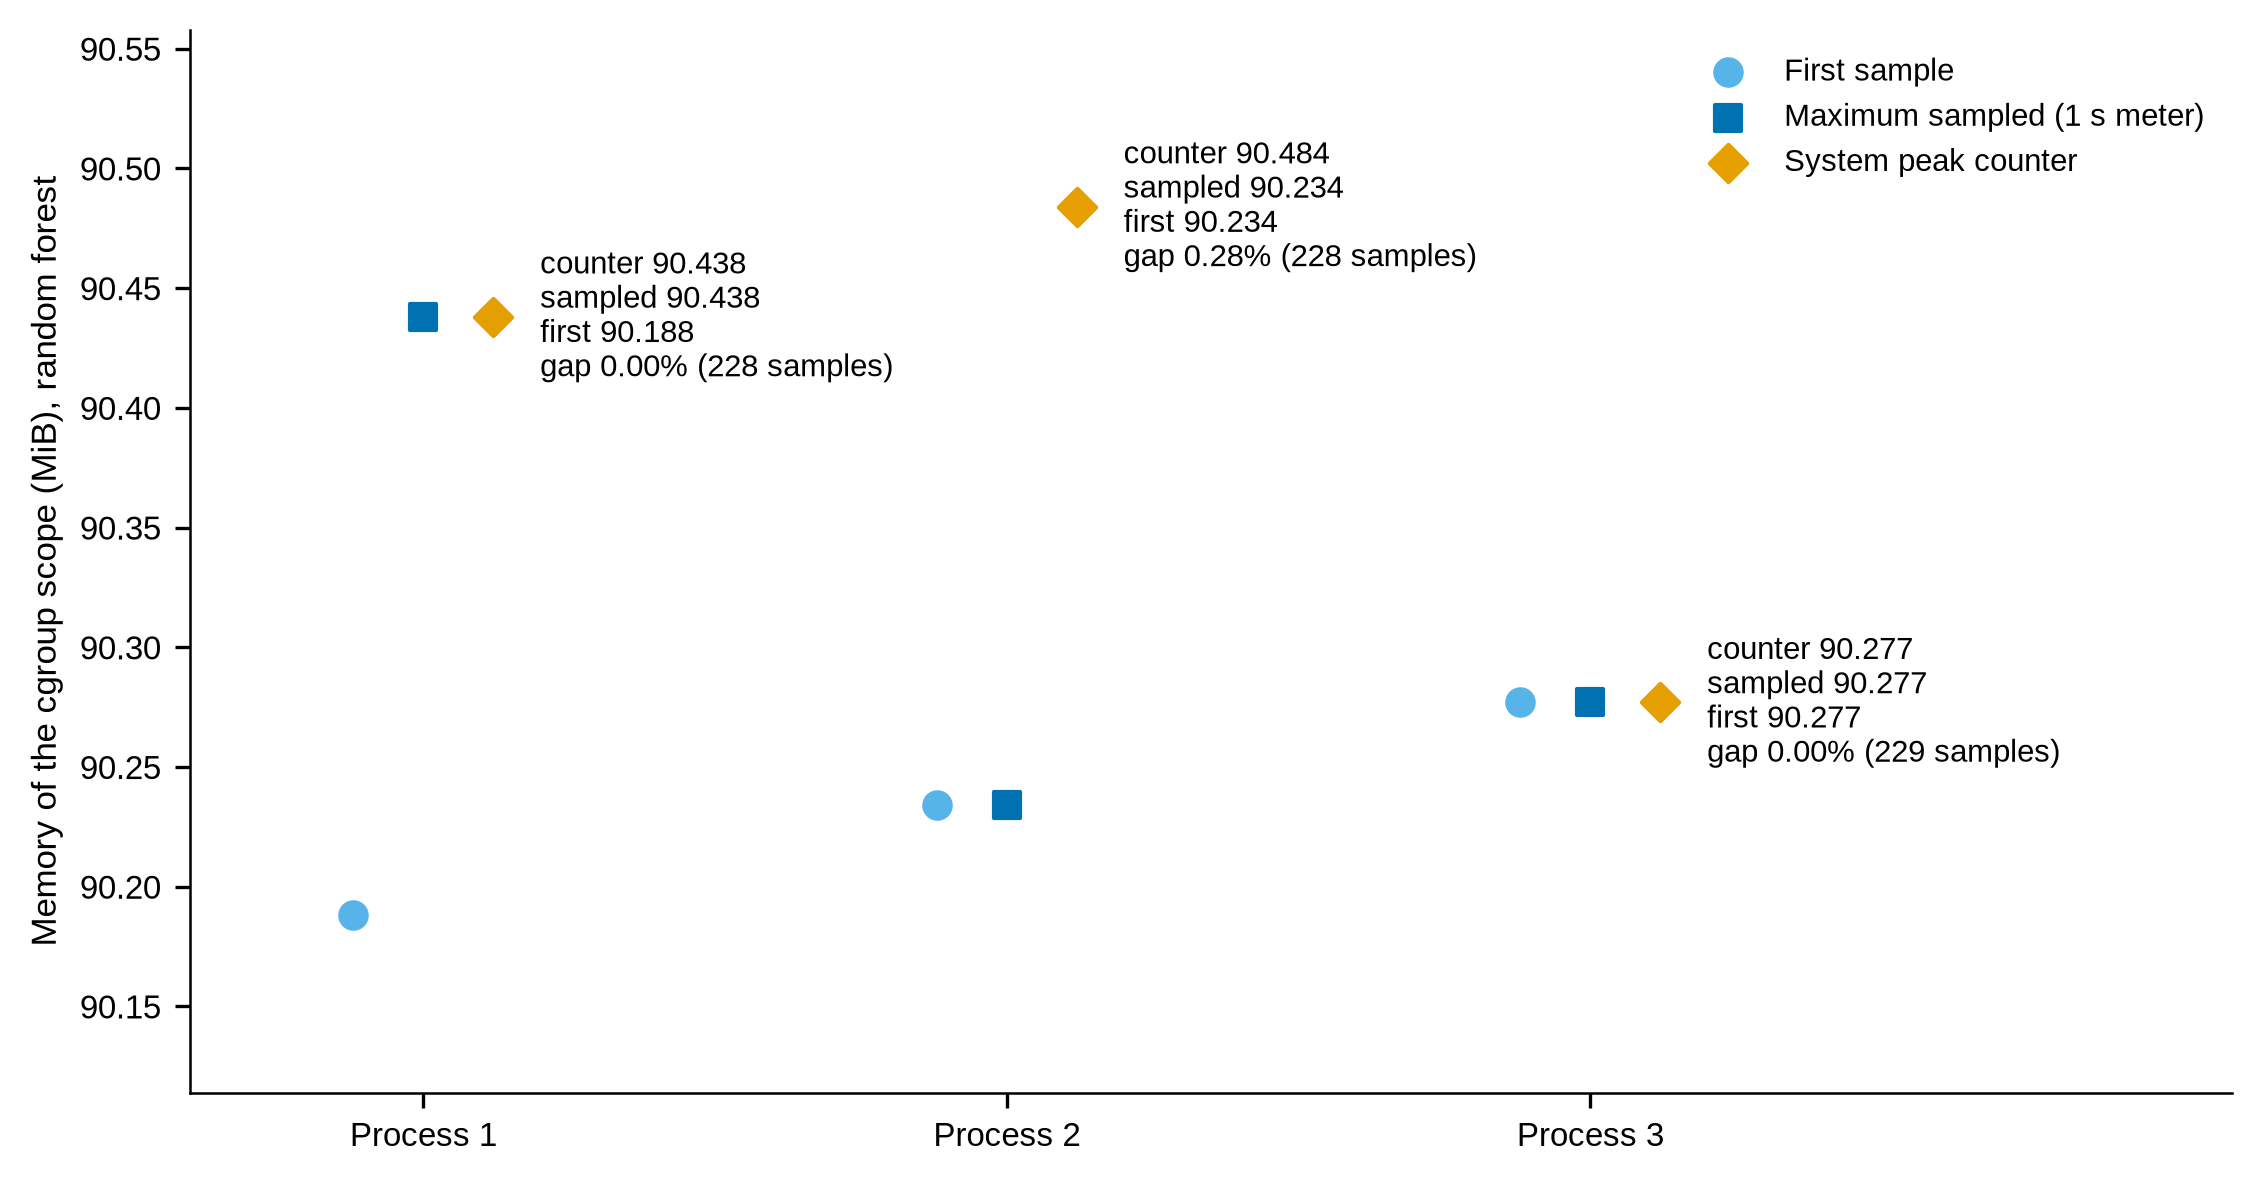 Memory of the cgroup scope (MiB), random forest
90.55
90.50
90.45
90.40
90.35
90.30
90.25
90.20
90.15
First sample
Maximum sampled (1 s meter)
System peak counter
counter 90.438
sampled 90.438
first 90.188
gap 0.00% (228 samples)
counter 90.484
sampled 90.234
first 90.234
gap 0.28% (228 samples)
counter 90.277
sampled 90.277
first 90.277
gap 0.00% (229 samples)
Process 1
Process 2
Process 3